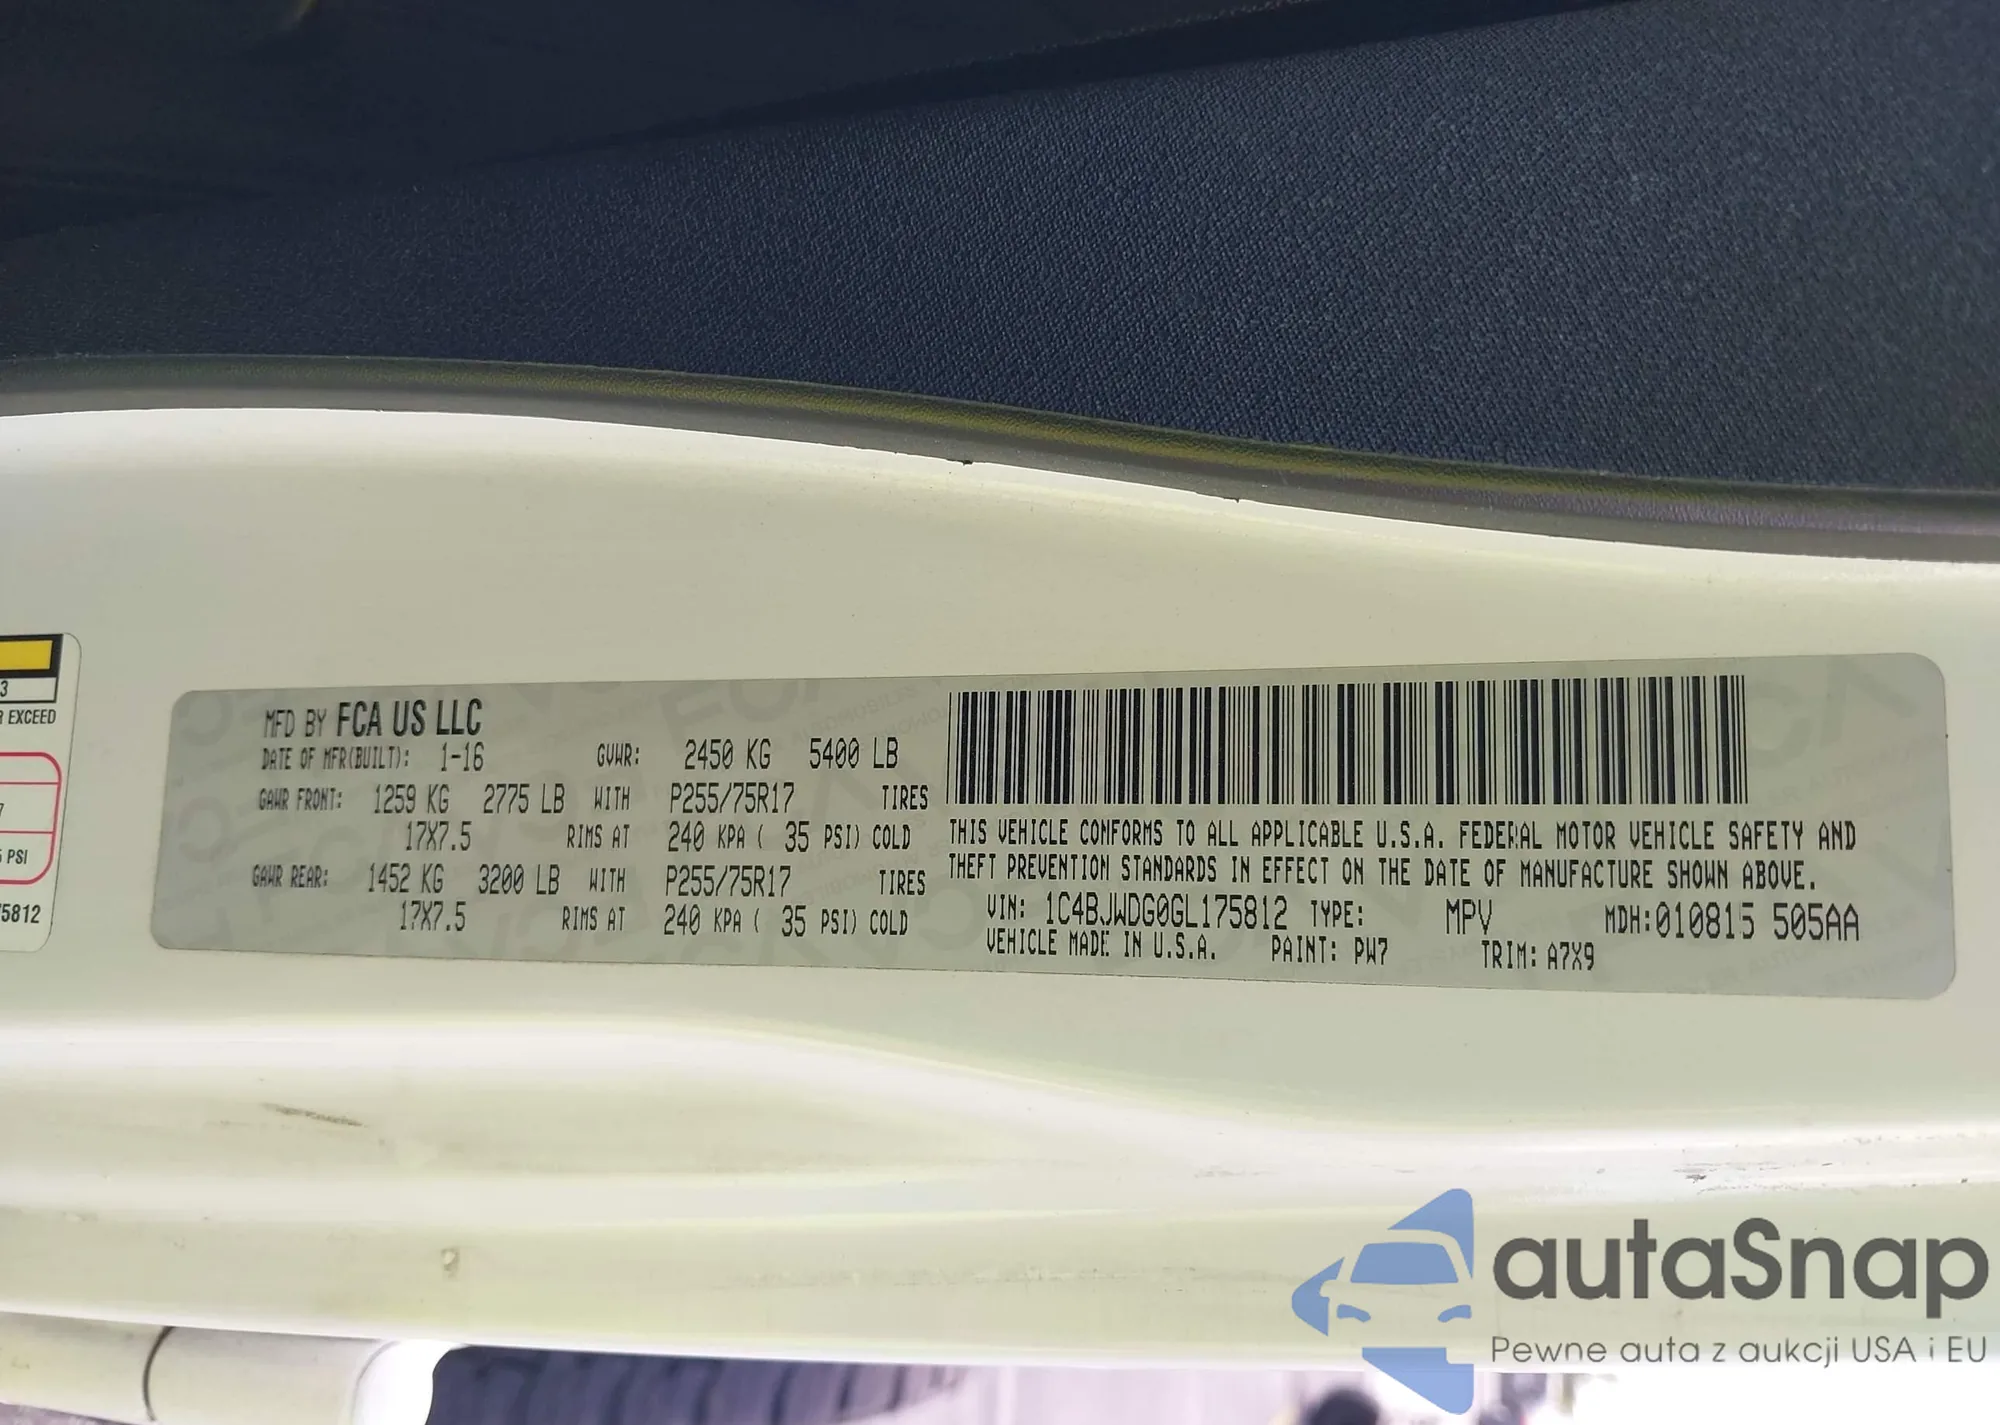 3
EXCEED
7
PSI
5812
MFD BY FCA US LLC
DATE OF MFR(BUILT): 1-16 GVWR: 2450 KG 5400 LB
GAWR FRONT: 1259 KG 2775 LB WITH P255/75R17 TIRES
17X7.5 RIMS AT 240 KPA ( 35 PSI) COLD
GAWR REAR: 1452 KG 3200 LB WITH P255/75R17 TIRES
17X7.5 RIMS AT 240 KPA ( 35 PSI) COLD
THIS VEHICLE CONFORMS TO ALL APPLICABLE U.S.A. FEDERAL MOTOR VEHICLE SAFETY AND
THEFT PREVENTION STANDARDS IN EFFECT ON THE DATE OF MANUFACTURE SHOWN ABOVE.
VIN: 1C4BJWDG0GL175812 TYPE: MPV MDH:010815 505AA
VEHICLE MADE IN U.S.A. PAINT: PW7 TRIM: A7X9
autaSnap
Pewne auta z aukcji USA i EU